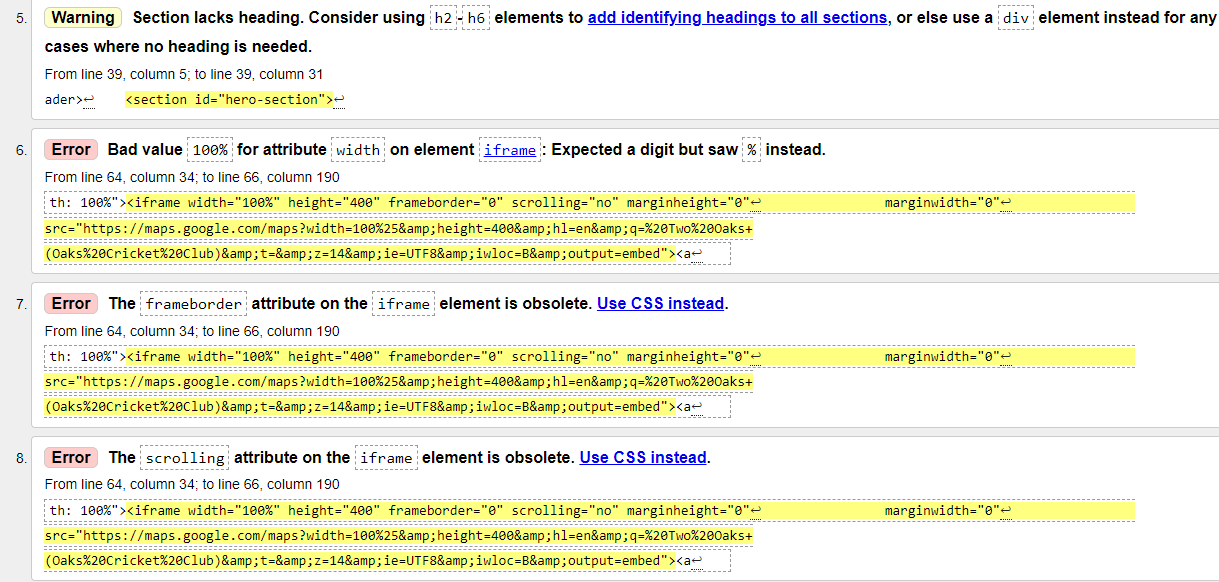 5. Warning Section lacks heading. Consider using h2-h6 elements to add identifying headings to all sections, or else use a div element instead for any
cases where no heading is needed.
From line 39, column 5; to line 39, column 31
ader>↩ <section id="hero-section">↩
6. Error Bad value 100% for attribute width on element iframe: Expected a digit but saw % instead.
From line 64, column 34; to line 66, column 190
th: 100%"><iframe width="100%" height="400" frameborder="0" scrolling="no" marginheight="0"↩ marginwidth="0"↩
src="https://maps.google.com/maps?width=100%25&amp;height=400&amp;hl=en&amp;q=%20Two%20Oaks+
(Oaks%20Cricket%20Club)&amp;t=&amp;z=14&amp;ie=UTF8&amp;iwloc=B&amp;output=embed"><a↩
7. Error The frameborder attribute on the iframe element is obsolete. Use CSS instead.
From line 64, column 34; to line 66, column 190
th: 100%"><iframe width="100%" height="400" frameborder="0" scrolling="no" marginheight="0"↩ marginwidth="0"↩
src="https://maps.google.com/maps?width=100%25&amp;height=400&amp;hl=en&amp;q=%20Two%20Oaks+
(Oaks%20Cricket%20Club)&amp;t=&amp;z=14&amp;ie=UTF8&amp;iwloc=B&amp;output=embed"><a↩
8. Error The scrolling attribute on the iframe element is obsolete. Use CSS instead.
From line 64, column 34; to line 66, column 190
th: 100%"><iframe width="100%" height="400" frameborder="0" scrolling="no" marginheight="0"↩ marginwidth="0"↩
src="https://maps.google.com/maps?width=100%25&amp;height=400&amp;hl=en&amp;q=%20Two%20Oaks+
(Oaks%20Cricket%20Club)&amp;t=&amp;z=14&amp;ie=UTF8&amp;iwloc=B&amp;output=embed"><a↩